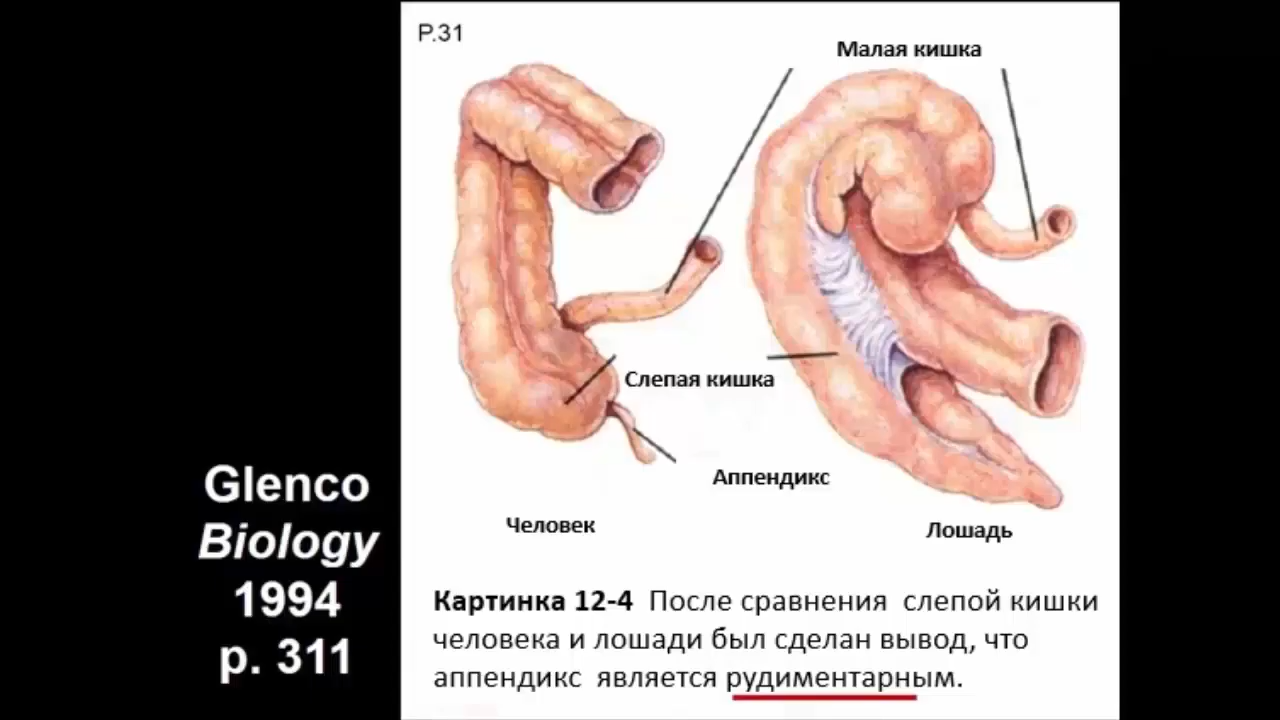 P.31
Малая кишка
Слепая кишка
Аппендикс
Человек
Лошадь
Glenco
Biology
1994
p. 311
Картинка 12-4 После сравнения слепой кишки
человека и лошади был сделан вывод, что
аппендикс является рудиментарным.